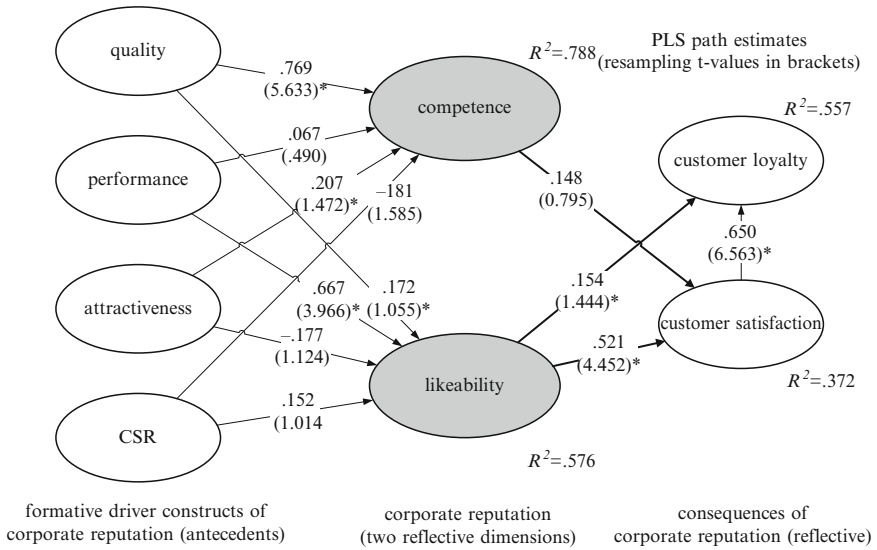 quality
performance
attractiveness
CSR
.769
(5.633)*
.067
(.490)
.207
(1.472)*
–181
(1.585)
.667
(3.966)*
.172
(1.055)*
–.177
(1.124)
.152
(1.014
R²=.788
competence
likeability
R²=.576
PLS path estimates
(resampling t-values in brackets)
R²=.557
customer loyalty
.148
(0.795)
.650
(6.563)*
.154
(1.444)*
.521
(4.452)*
customer satisfaction
R²=.372
formative driver constructs of
corporate reputation (antecedents)
corporate reputation
(two reflective dimensions)
consequences of
corporate reputation (reflective)